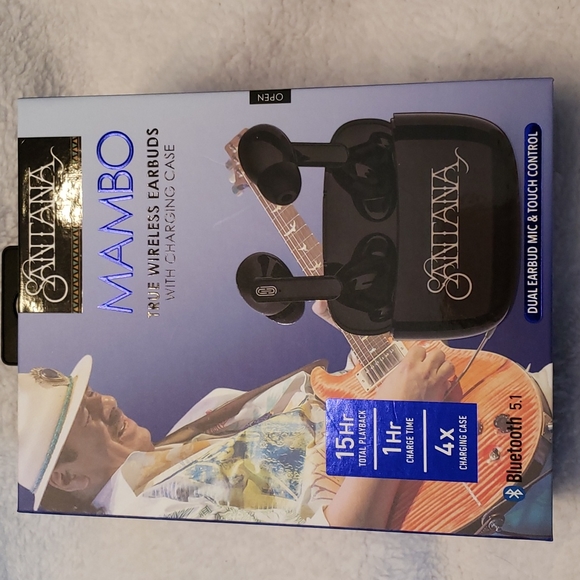 OPEN
SANTANA
MAMBO
TRUE WIRELESS EARBUDS
WITH CHARGING CASE
SANTANA
DUAL EARBUD MIC & TOUCH CONTROL
15Hr
TOTAL PLAYBACK
1Hr
CHARGE TIME
4x
CHARGING CASE
Bluetooth 5.1